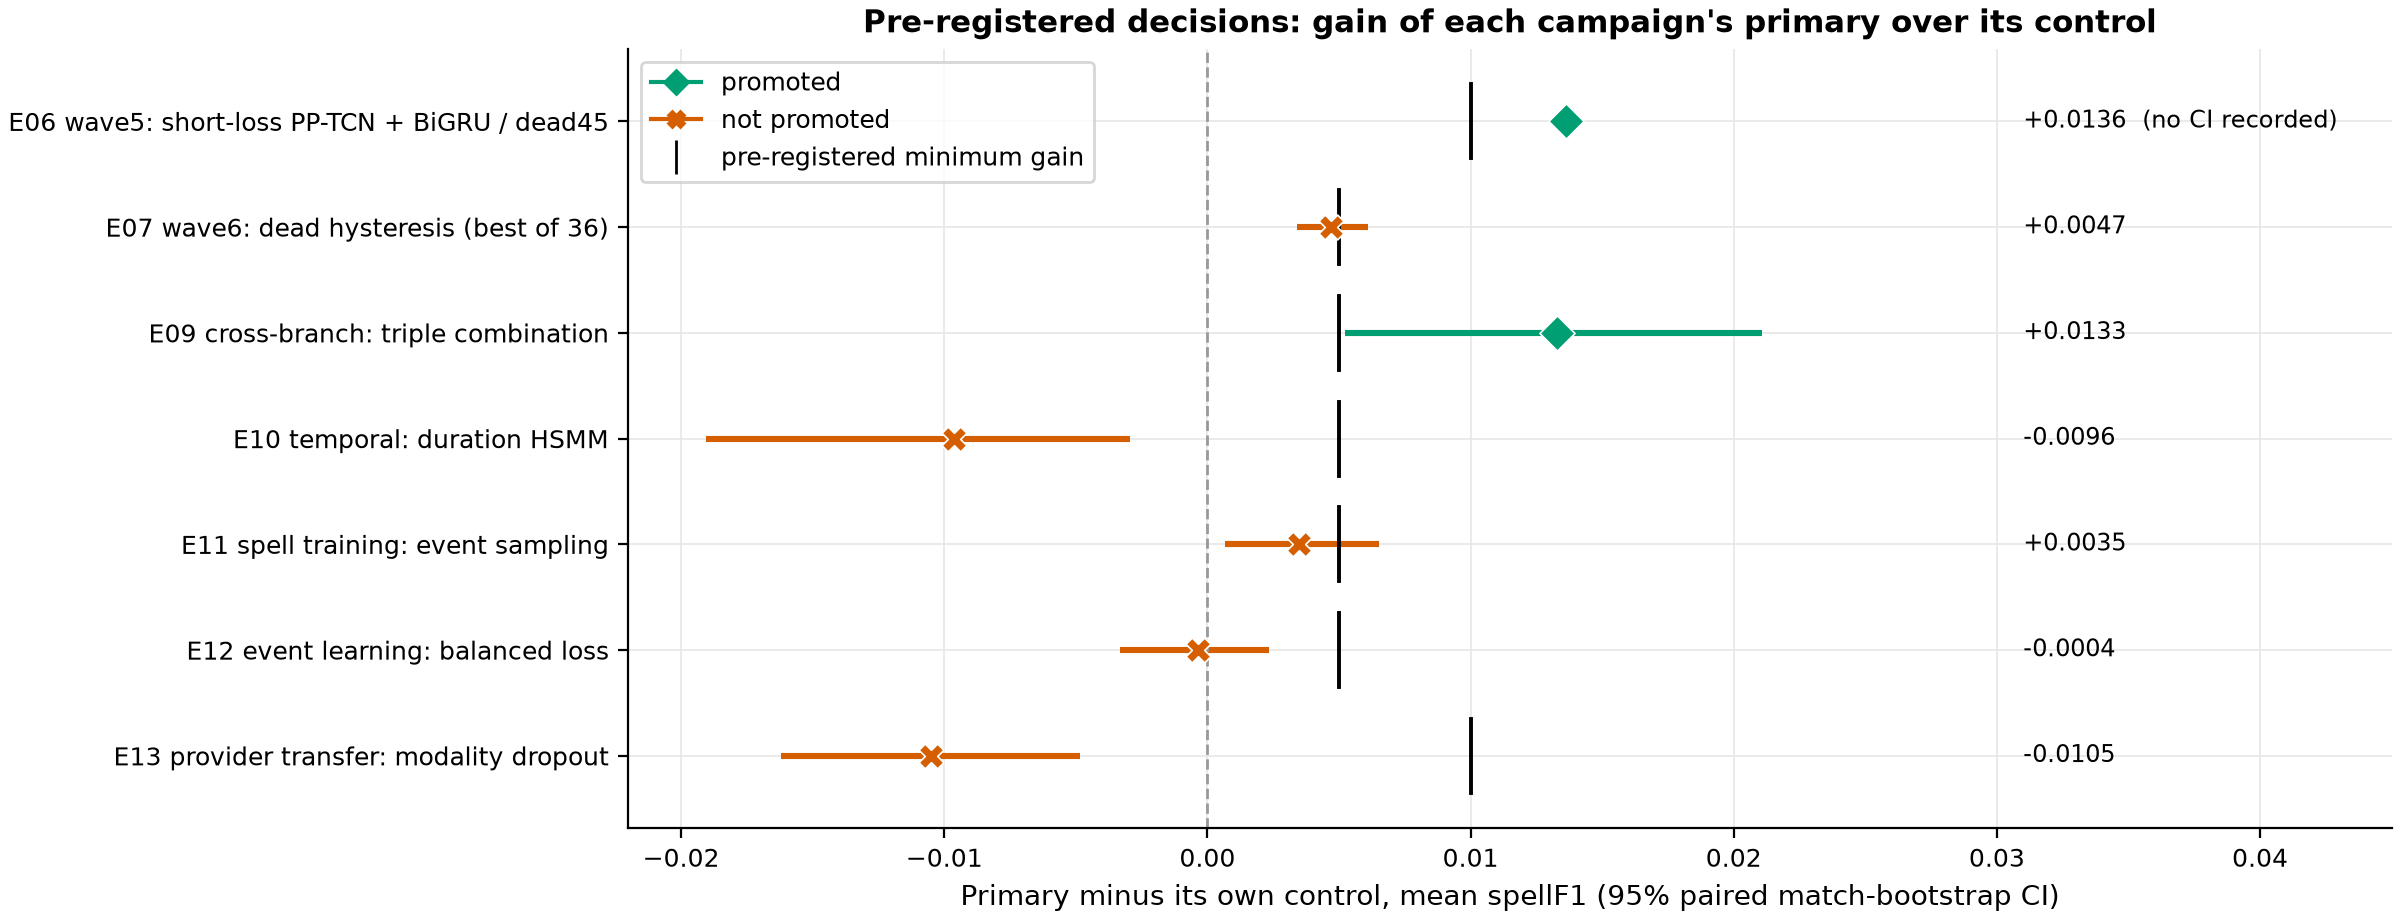 Pre-registered decisions: gain of each campaign's primary over its control
promoted
not promoted
pre-registered minimum gain
E06 wave5: short-loss PP-TCN + BiGRU / dead45
+0.0136 (no CI recorded)
E07 wave6: dead hysteresis (best of 36)
+0.0047
E09 cross-branch: triple combination
+0.0133
E10 temporal: duration HSMM
-0.0096
E11 spell training: event sampling
+0.0035
E12 event learning: balanced loss
-0.0004
E13 provider transfer: modality dropout
-0.0105
−0.02 −0.01 0.00 0.01 0.02 0.03 0.04
Primary minus its own control, mean spellF1 (95% paired match-bootstrap CI)